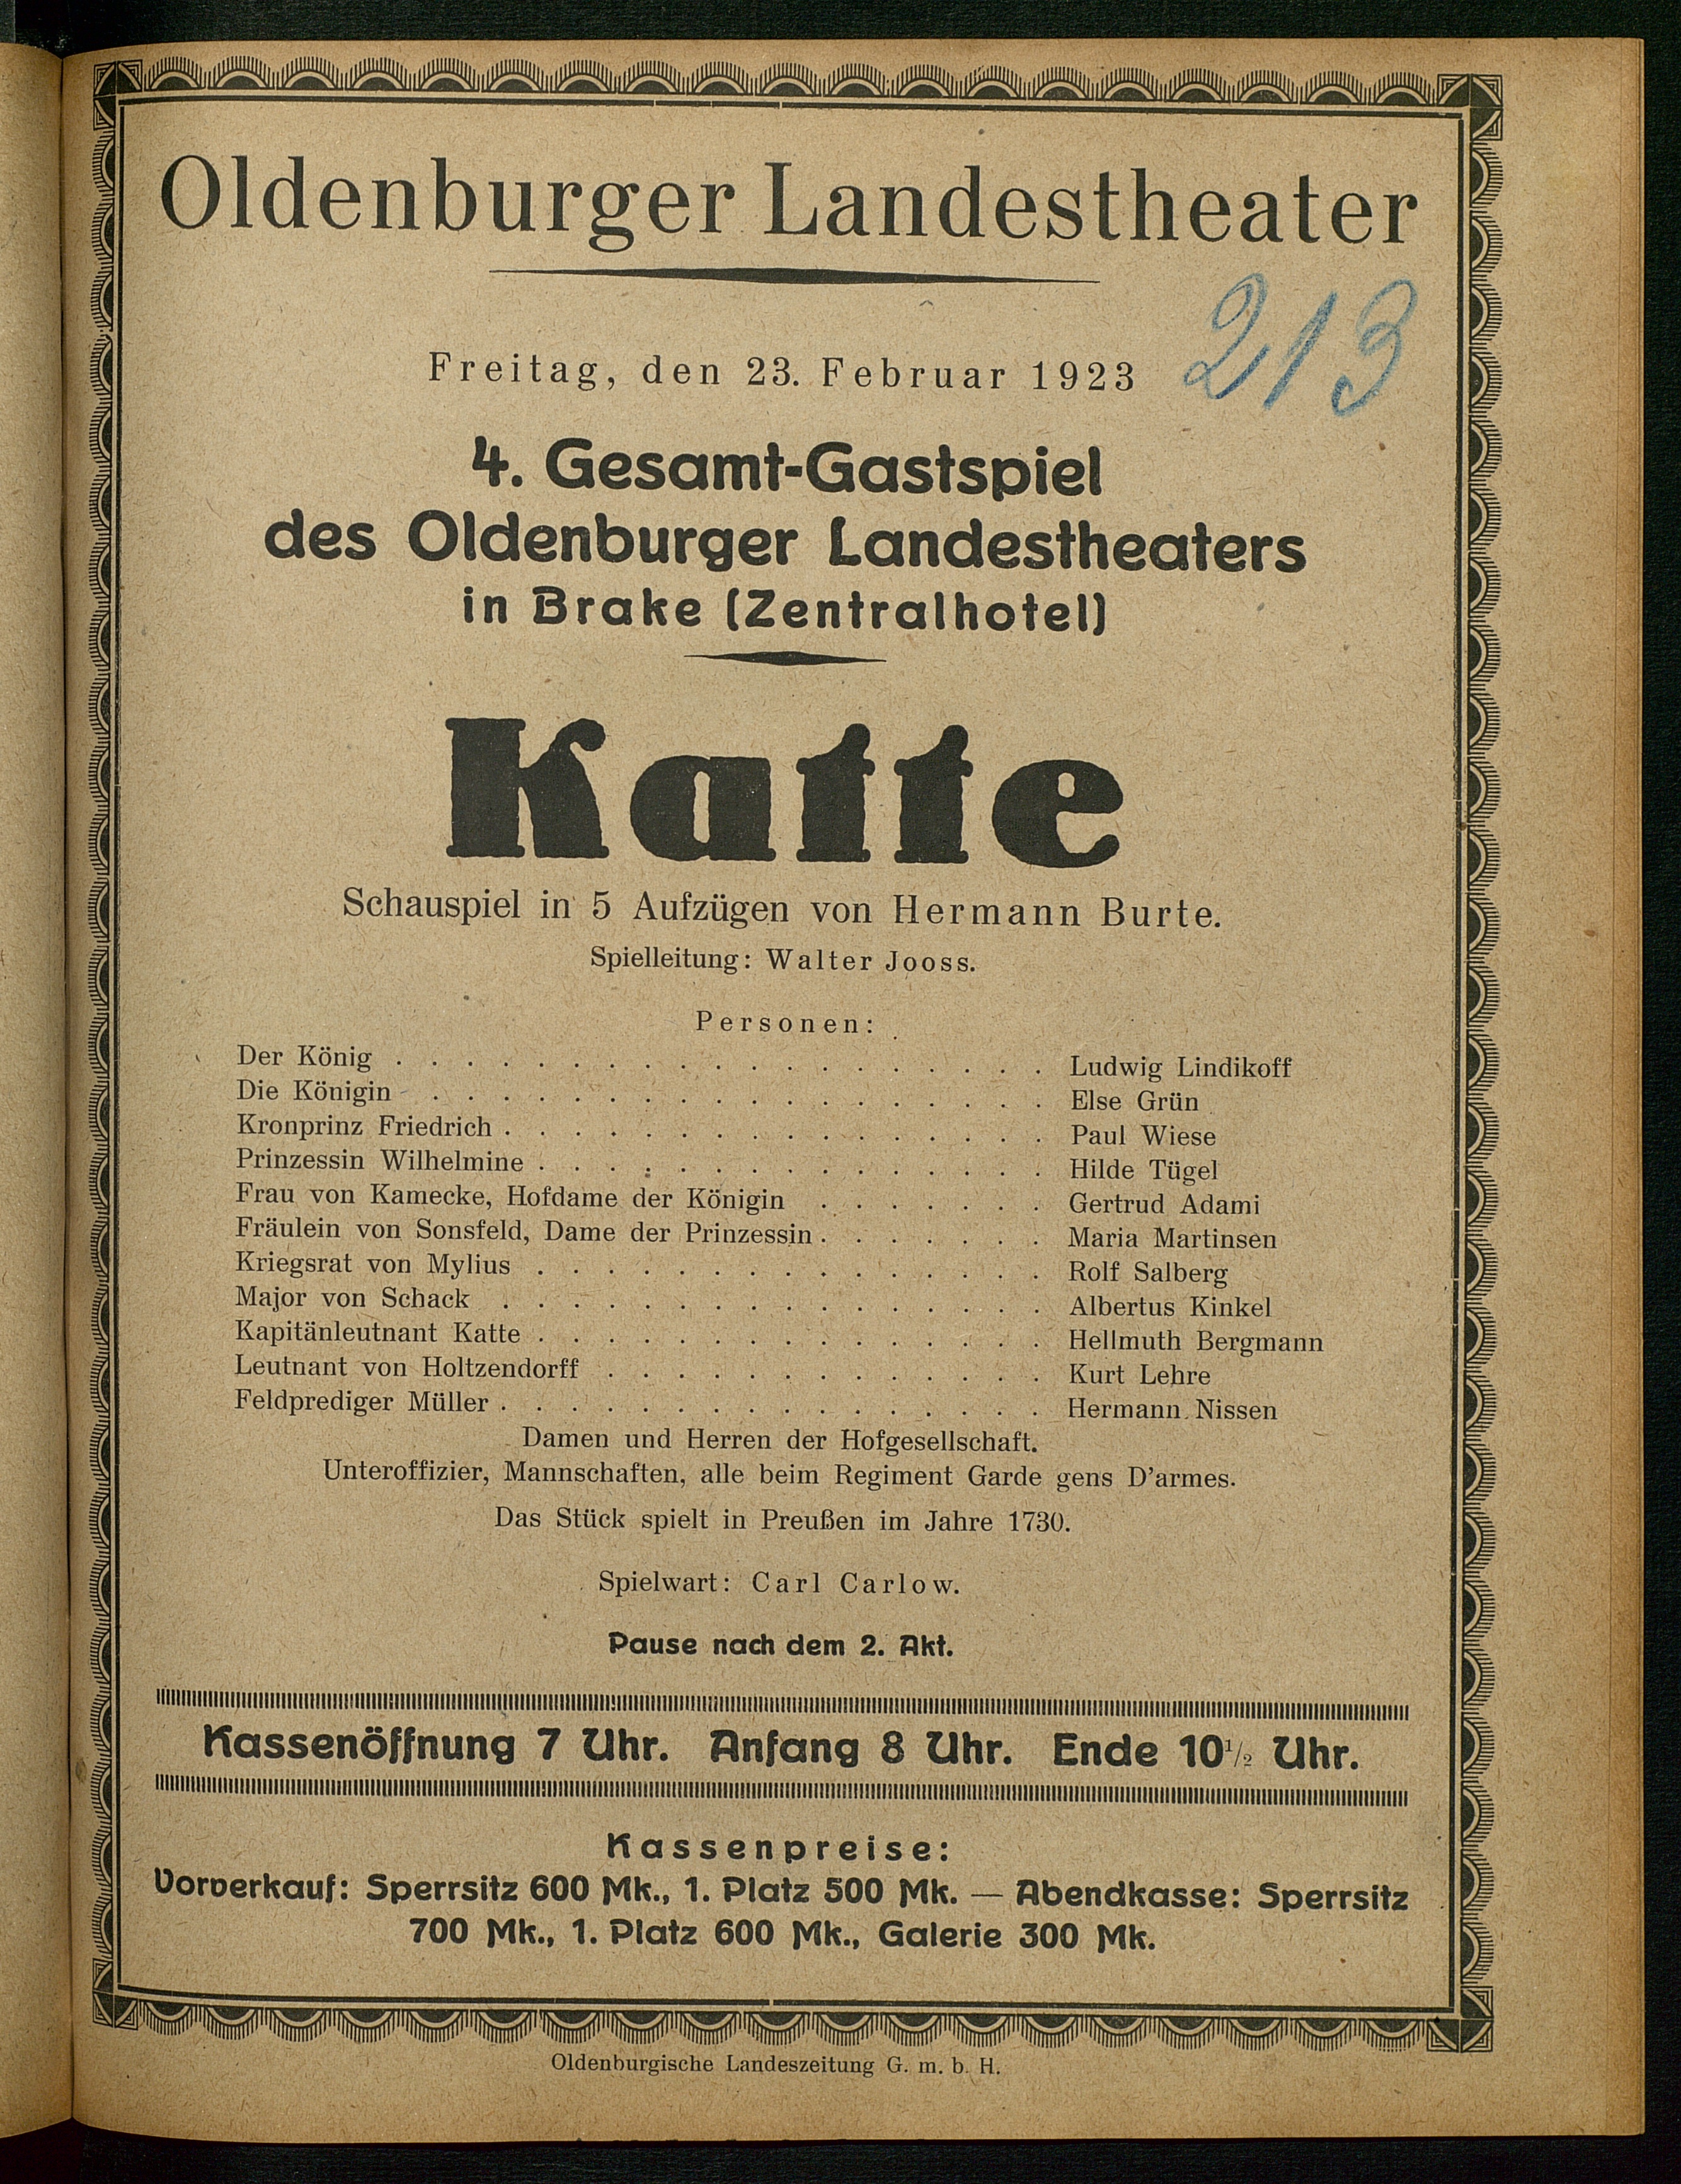 Oldenburger Landestheater
213
Freitag, den 23. Februar 1923
4. Gesamt-Gastspiel
des Oldenburger Landestheaters
in Brake (Zentralhotel)
Katte
Schauspiel in 5 Aufzügen von Hermann Burte.
Spielleitung: Walter Jooss.
Personen:
Der König . . . . . . . . . . . . . . . . . . . Ludwig Lindikoff
Die Königin . . . . . . . . . . . . . . . . . . Else Grün
Kronprinz Friedrich . . . . . . . . . . . . . . . . Paul Wiese
Prinzessin Wilhelmine . . . . . . . . . . . . . . . Hilde Tügel
Frau von Kamecke, Hofdame der Königin . . . . . . . Gertrud Adami
Fräulein von Sonsfeld, Dame der Prinzessin . . . . . . . Maria Martinsen
Kriegsrat von Mylius . . . . . . . . . . . . . . . Rolf Salberg
Major von Schack . . . . . . . . . . . . . . . . Albertus Kinkel
Kapitänleutnant Katte . . . . . . . . . . . . . . . Hellmuth Bergmann
Leutnant von Holtzendorff . . . . . . . . . . . . . Kurt Lehre
Feldprediger Müller . . . . . . . . . . . . . . . . Hermann Nissen
Damen und Herren der Hofgesellschaft.
Unteroffizier, Mannschaften, alle beim Regiment Garde gens D'armes.
Das Stück spielt in Preußen im Jahre 1730.
Spielwart: Carl Carlow.
Pause nach dem 2. Akt.
Kassenöffnung 7 Uhr. Anfang 8 Uhr. Ende 10 1/2 Uhr.
Kassenpreise:
Vorverkauf: Sperrsitz 600 Mk., 1. Platz 500 Mk. — Abendkasse: Sperrsitz
700 Mk., 1. Platz 600 Mk., Galerie 300 Mk.
Oldenburgische Landeszeitung G. m. b. H.